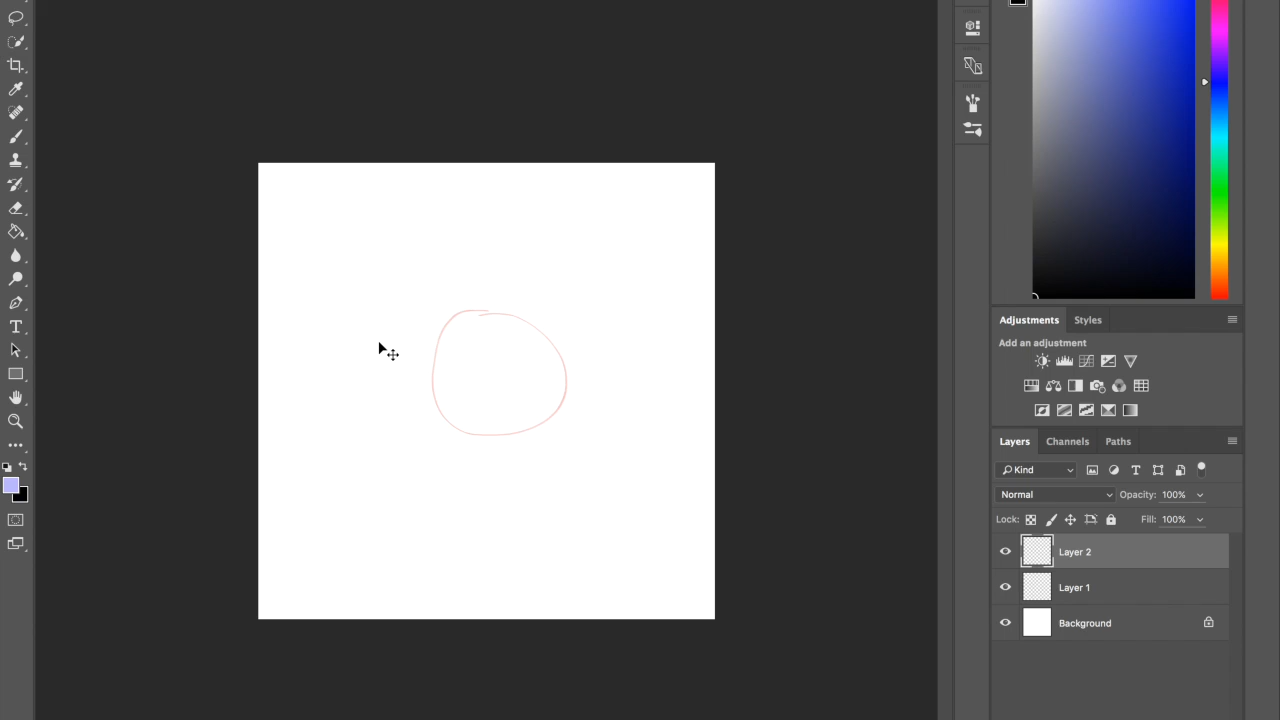 Adjustments Styles
Add an adjustment
Layers Channels Paths
Kind
Normal Opacity: 100%
Lock: Fill: 100%
Layer 2
Layer 1
Background